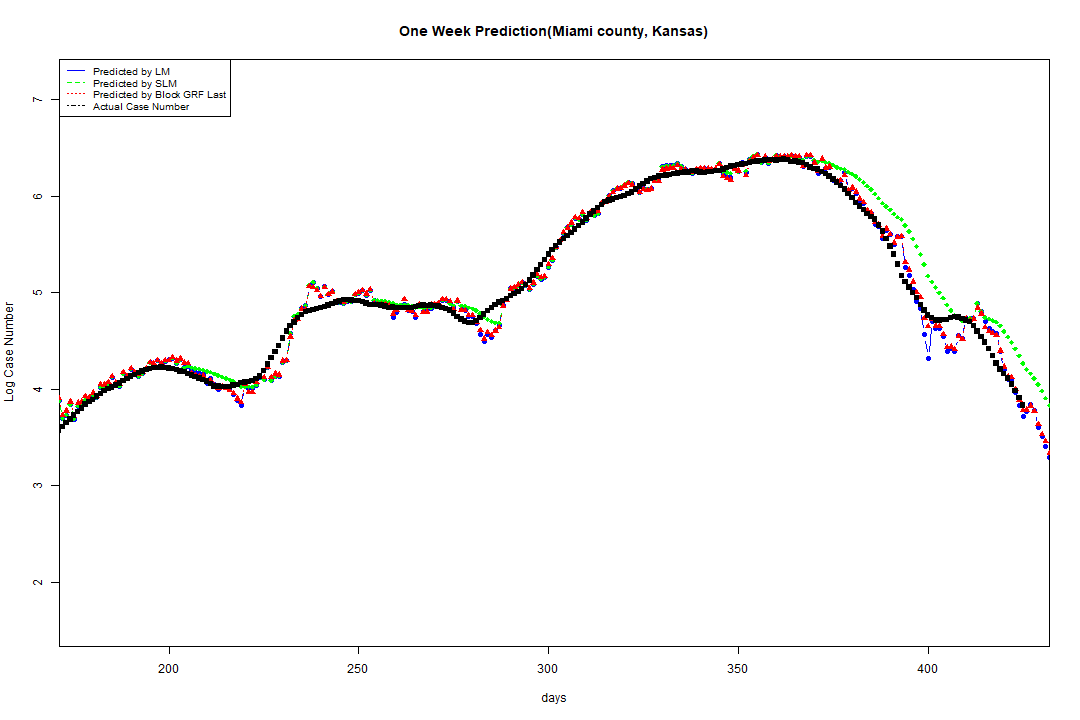 One Week Prediction(Miami county, Kansas)
Predicted by LM
Predicted by SLM
Predicted by Block GRF Last
Actual Case Number
7
6
5
4
3
2
Log Case Number
200 250 300 350 400
days